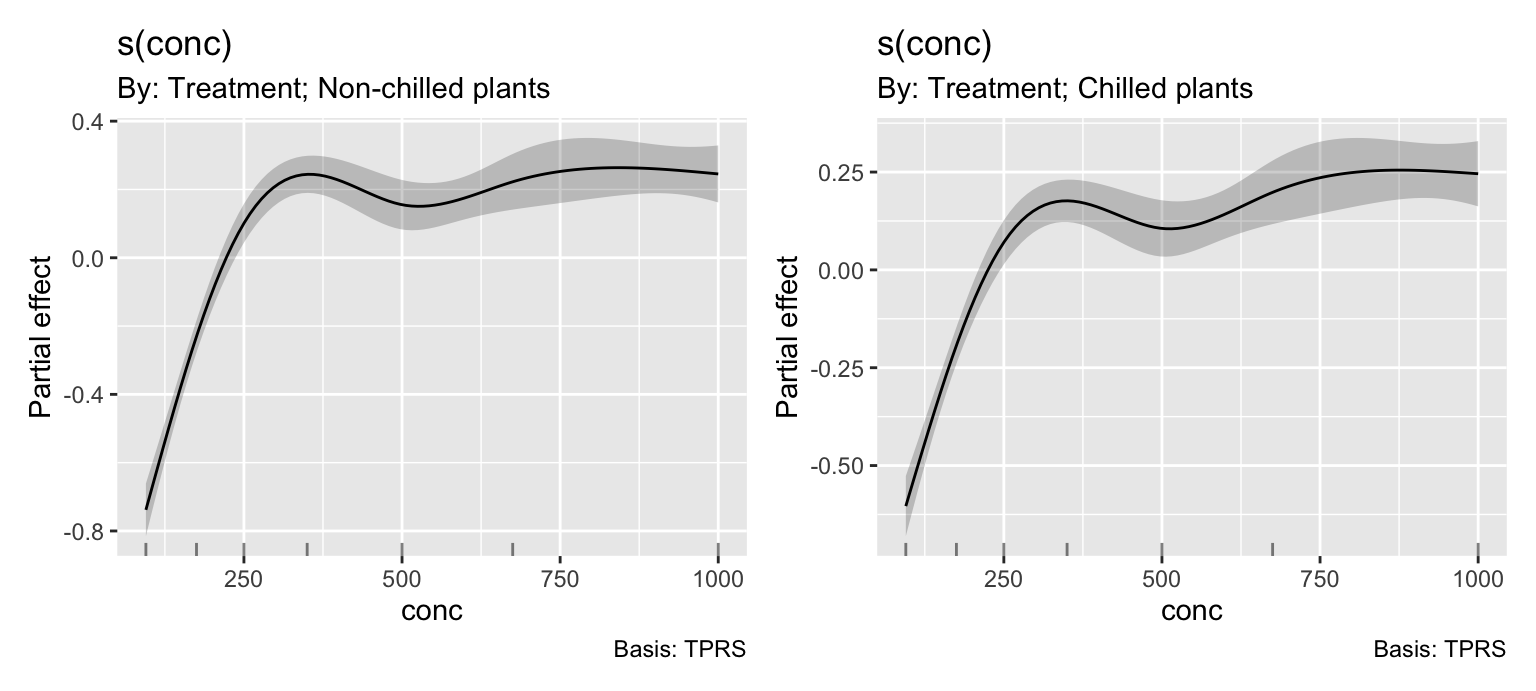 s(conc)
By: Treatment; Non-chilled plants
0.4
0.0
-0.4
-0.8
Partial effect
250 500 750 1000
conc
Basis: TPRS
s(conc)
By: Treatment; Chilled plants
0.25
0.00
-0.25
-0.50
Partial effect
250 500 750 1000
conc
Basis: TPRS